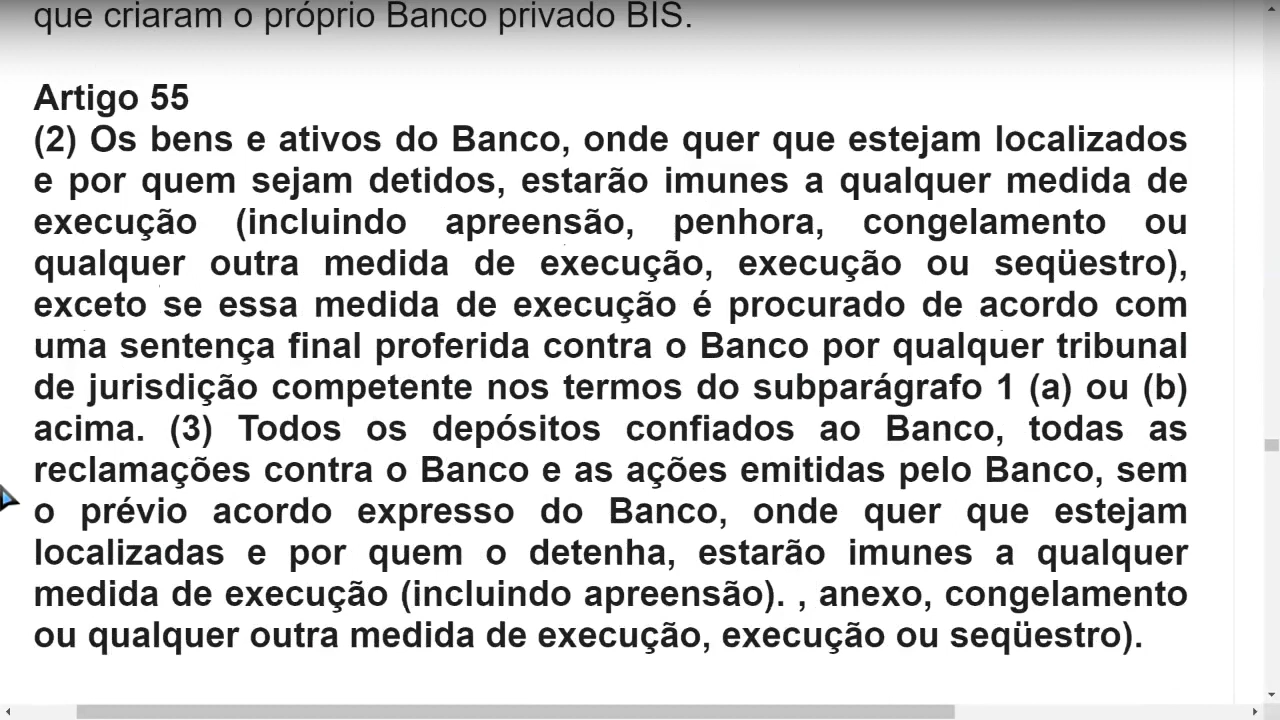 que criaram o próprio Banco privado BIS.
Artigo 55
(2) Os bens e ativos do Banco, onde quer que estejam localizados
e por quem sejam detidos, estarão imunes a qualquer medida de
execução (incluindo apreensão, penhora, congelamento ou
qualquer outra medida de execução, execução ou seqüestro),
exceto se essa medida de execução é procurado de acordo com
uma sentença final proferida contra o Banco por qualquer tribunal
de jurisdição competente nos termos do subparágrafo 1 (a) ou (b)
acima. (3) Todos os depósitos confiados ao Banco, todas as
reclamações contra o Banco e as ações emitidas pelo Banco, sem
o prévio acordo expresso do Banco, onde quer que estejam
localizadas e por quem o detenha, estarão imunes a qualquer
medida de execução (incluindo apreensão). , anexo, congelamento
ou qualquer outra medida de execução, execução ou seqüestro).